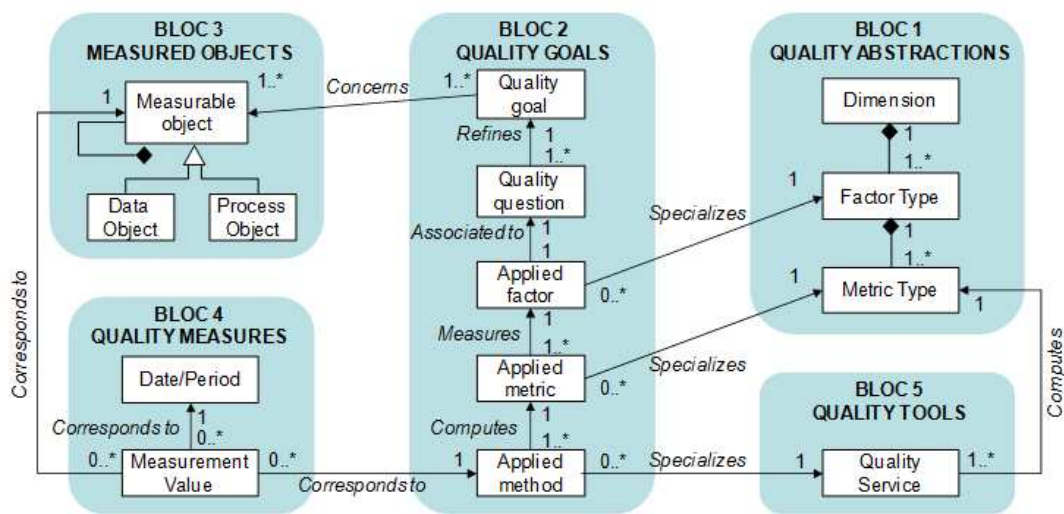 BLOC 3
MEASURED OBJECTS
1
1..*
Measurable
object
Data
Object
Process
Object
Concerns
BLOC 2
QUALITY GOALS
1..*
Quality
goal
Refines
1
1..*
Quality
question
Associated to
1
1
Applied
factor
0..*
Measures
1
1..*
Applied
metric
0..*
Computes
1
1..*
1
Applied
method
0..*
Specializes
Specializes
Specializes
BLOC 1
QUALITY ABSTRACTIONS
Dimension
1
1..*
1
Factor Type
1
1..*
1
Metric Type
1
Corresponds to
BLOC 4
QUALITY MEASURES
Date/Period
Corresponds to
1
0..*
0..*
Measurement
Value
0..*
Corresponds to
BLOC 5
QUALITY TOOLS
1
Quality
Service
1..*
Computes